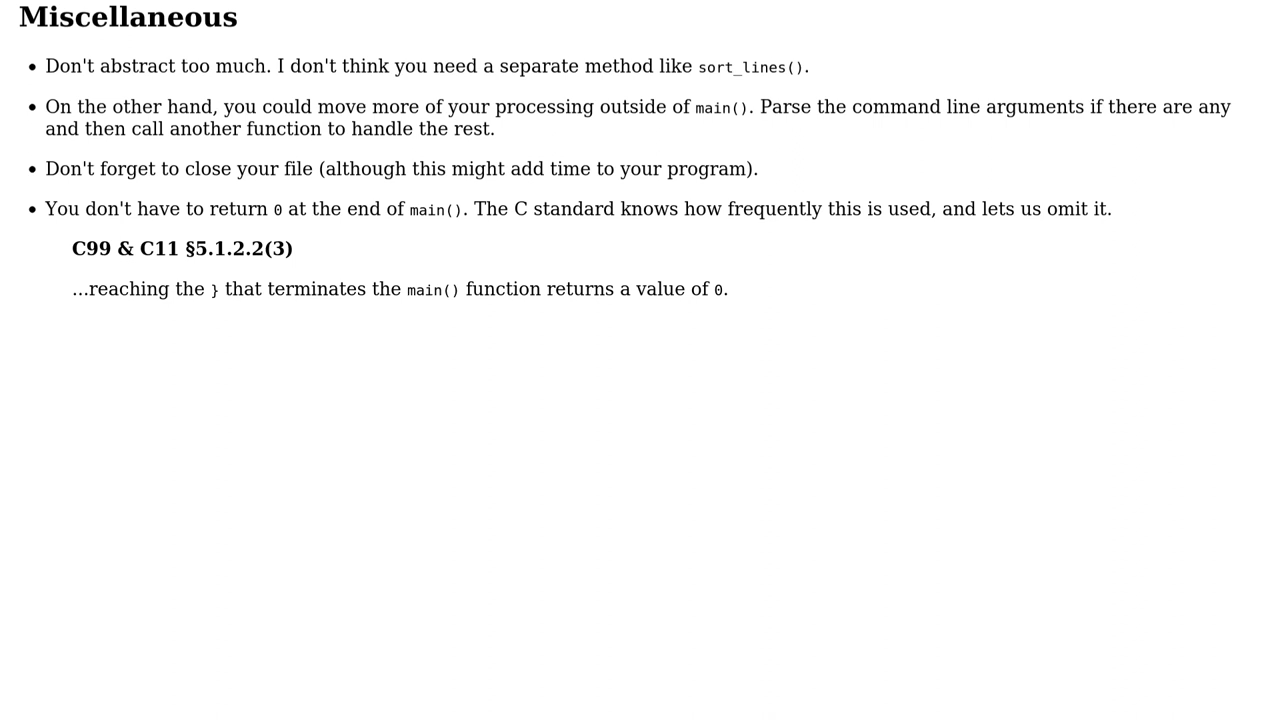 Miscellaneous
• Don't abstract too much. I don't think you need a separate method like sort_lines().
• On the other hand, you could move more of your processing outside of main(). Parse the command line arguments if there are any
and then call another function to handle the rest.
• Don't forget to close your file (although this might add time to your program).
• You don't have to return 0 at the end of main(). The C standard knows how frequently this is used, and lets us omit it.
C99 & C11 §5.1.2.2(3)
...reaching the } that terminates the main() function returns a value of 0.